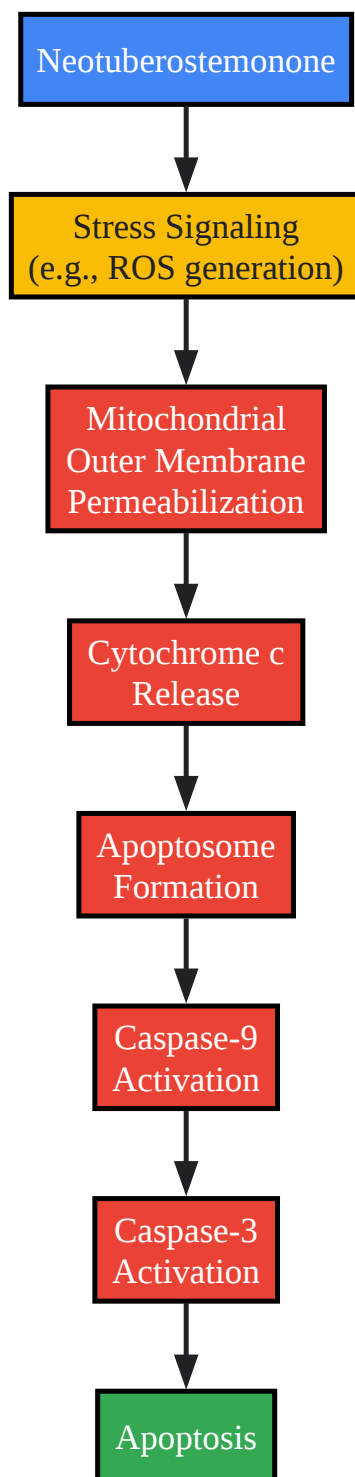 Neotuberostemonone
Stress Signaling
(e.g., ROS generation)
Mitochondrial
Outer Membrane
Permeabilization
Cytochrome c
Release
Apoptosome
Formation
Caspase-9
Activation
Caspase-3
Activation
Apoptosis